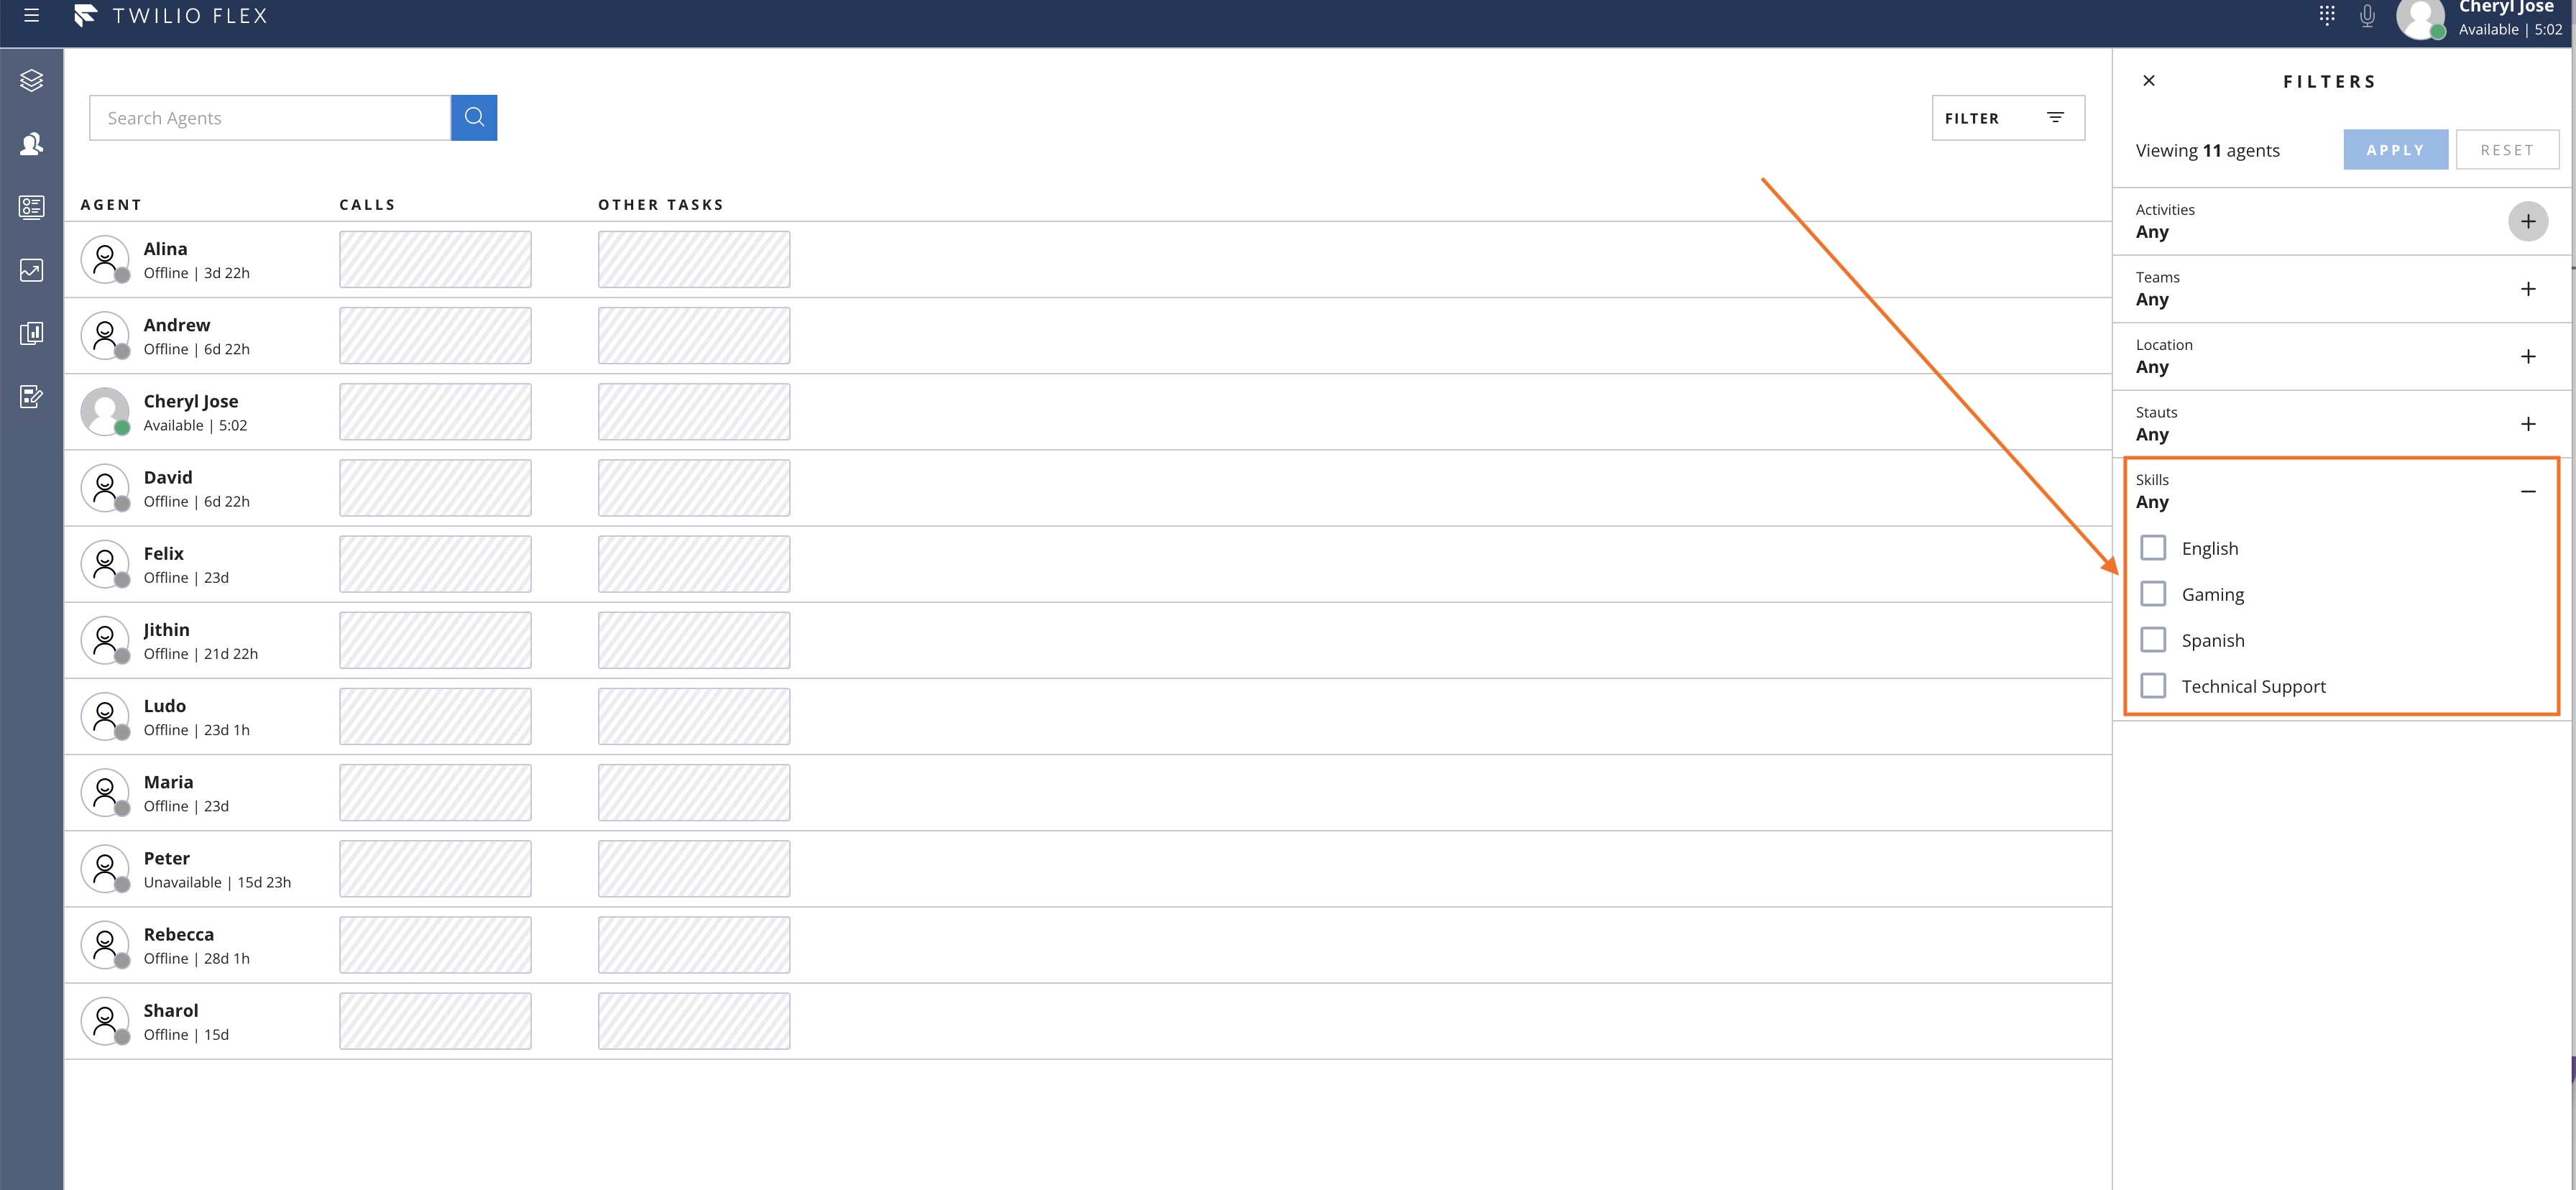 TWILIO FLEX
Cheryl Jose
Available | 5:02
Search Agents
FILTER
AGENT CALLS OTHER TASKS
Alina
Offline | 3d 22h
Andrew
Offline | 6d 22h
Cheryl Jose
Available | 5:02
David
Offline | 6d 22h
Felix
Offline | 23d
Jithin
Offline | 21d 22h
Ludo
Offline | 23d 1h
Maria
Offline | 23d
Peter
Unavailable | 15d 23h
Rebecca
Offline | 28d 1h
Sharol
Offline | 15d
FILTERS
Viewing 11 agents
APPLY
RESET
Activities
Any
Teams
Any
Location
Any
Stauts
Any
Skills
Any
English
Gaming
Spanish
Technical Support